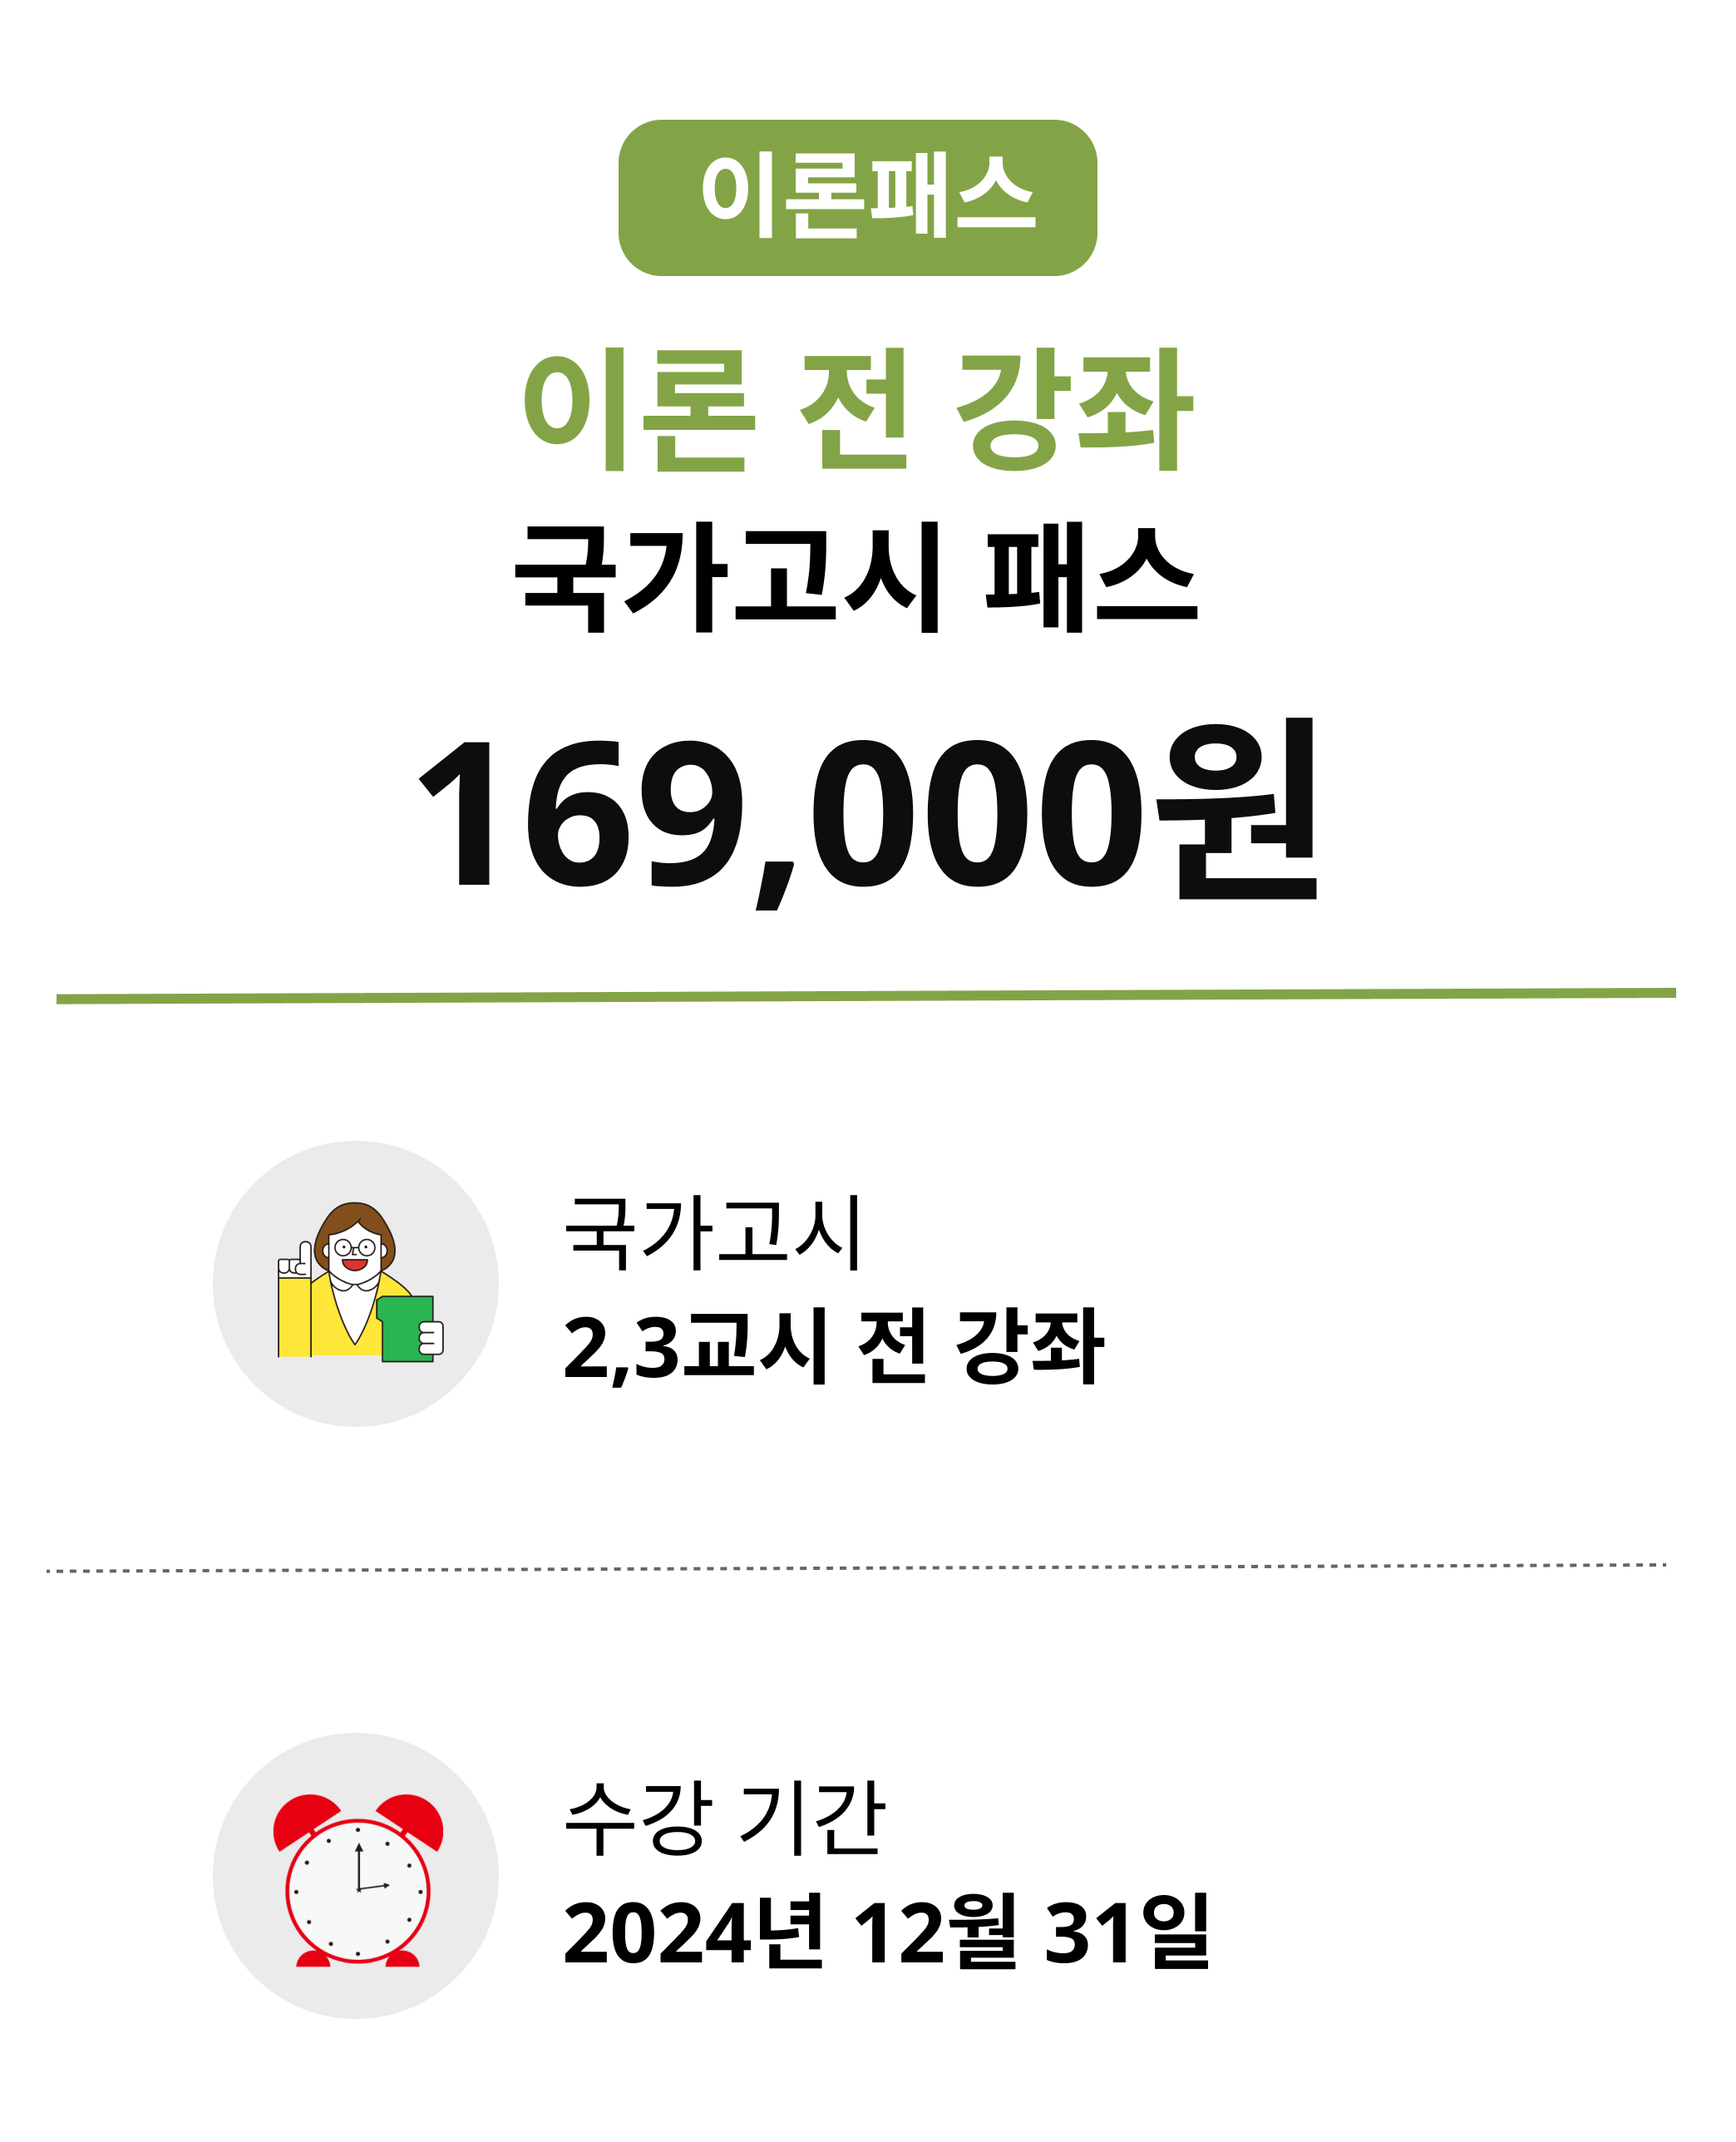 이론패스
이론 전 강좌
국가고시 패스
169,000원
국가고시
2,3교시 전 강좌
수강 기간
2024년 12월 31일